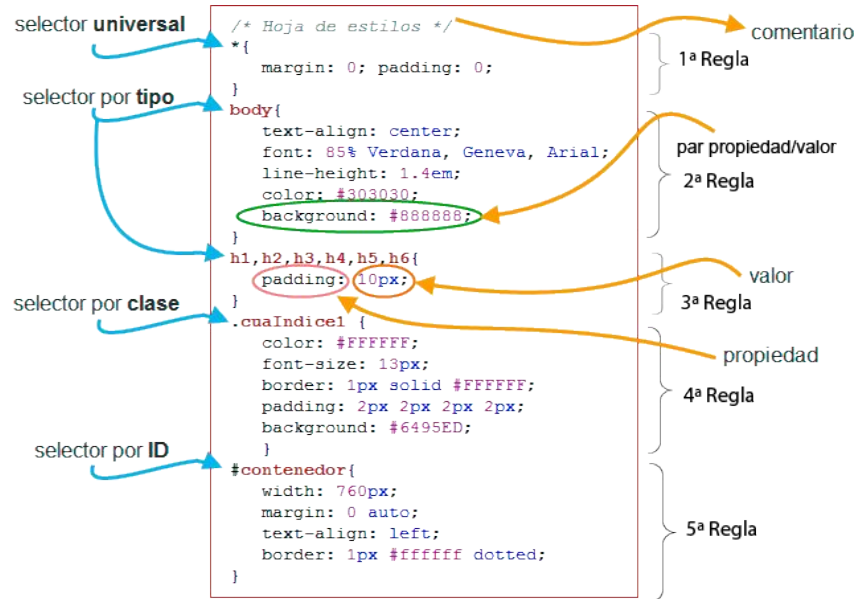 selector universal
/* Hoja de estilos */
comentario
*{
margin: 0; padding: 0;
}
1ª Regla
selector por tipo
body{
text-align: center;
font: 85% Verdana, Geneva, Arial;
line-height: 1.4em;
color: #303030;
background: #888888;
}
par propiedad/valor
2ª Regla
h1,h2,h3,h4,h5,h6{
padding: 10px;
}
valor
3ª Regla
selector por clase
.cuaIndice1 {
color: #FFFFFF;
font-size: 13px;
border: 1px solid #FFFFFF;
padding: 2px 2px 2px 2px;
background: #6495ED;
}
propiedad
4ª Regla
selector por ID
#contenedor{
width: 760px;
margin: 0 auto;
text-align: left;
border: 1px #ffffff dotted;
}
5ª Regla